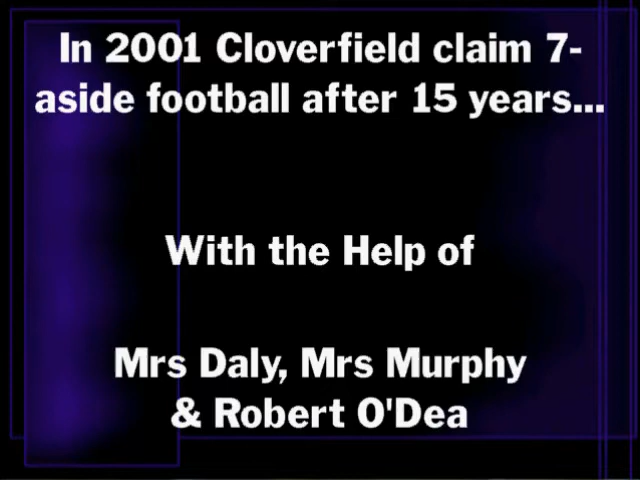 In 2001 Cloverfield claim 7-
aside football after 15 years...
With the Help of
Mrs Daly, Mrs Murphy
& Robert O'Dea